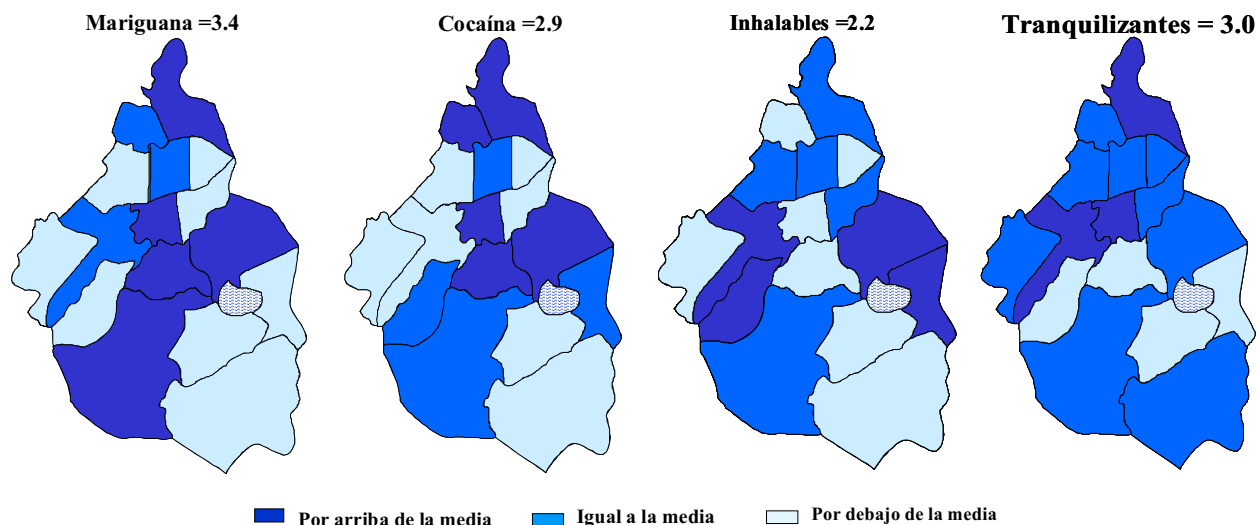 Mariguana =3.4
Cocaína =2.9
Inhalables =2.2
Tranquilizantes = 3.0
Por arriba de la media
Igual a la media
Por debajo de la media